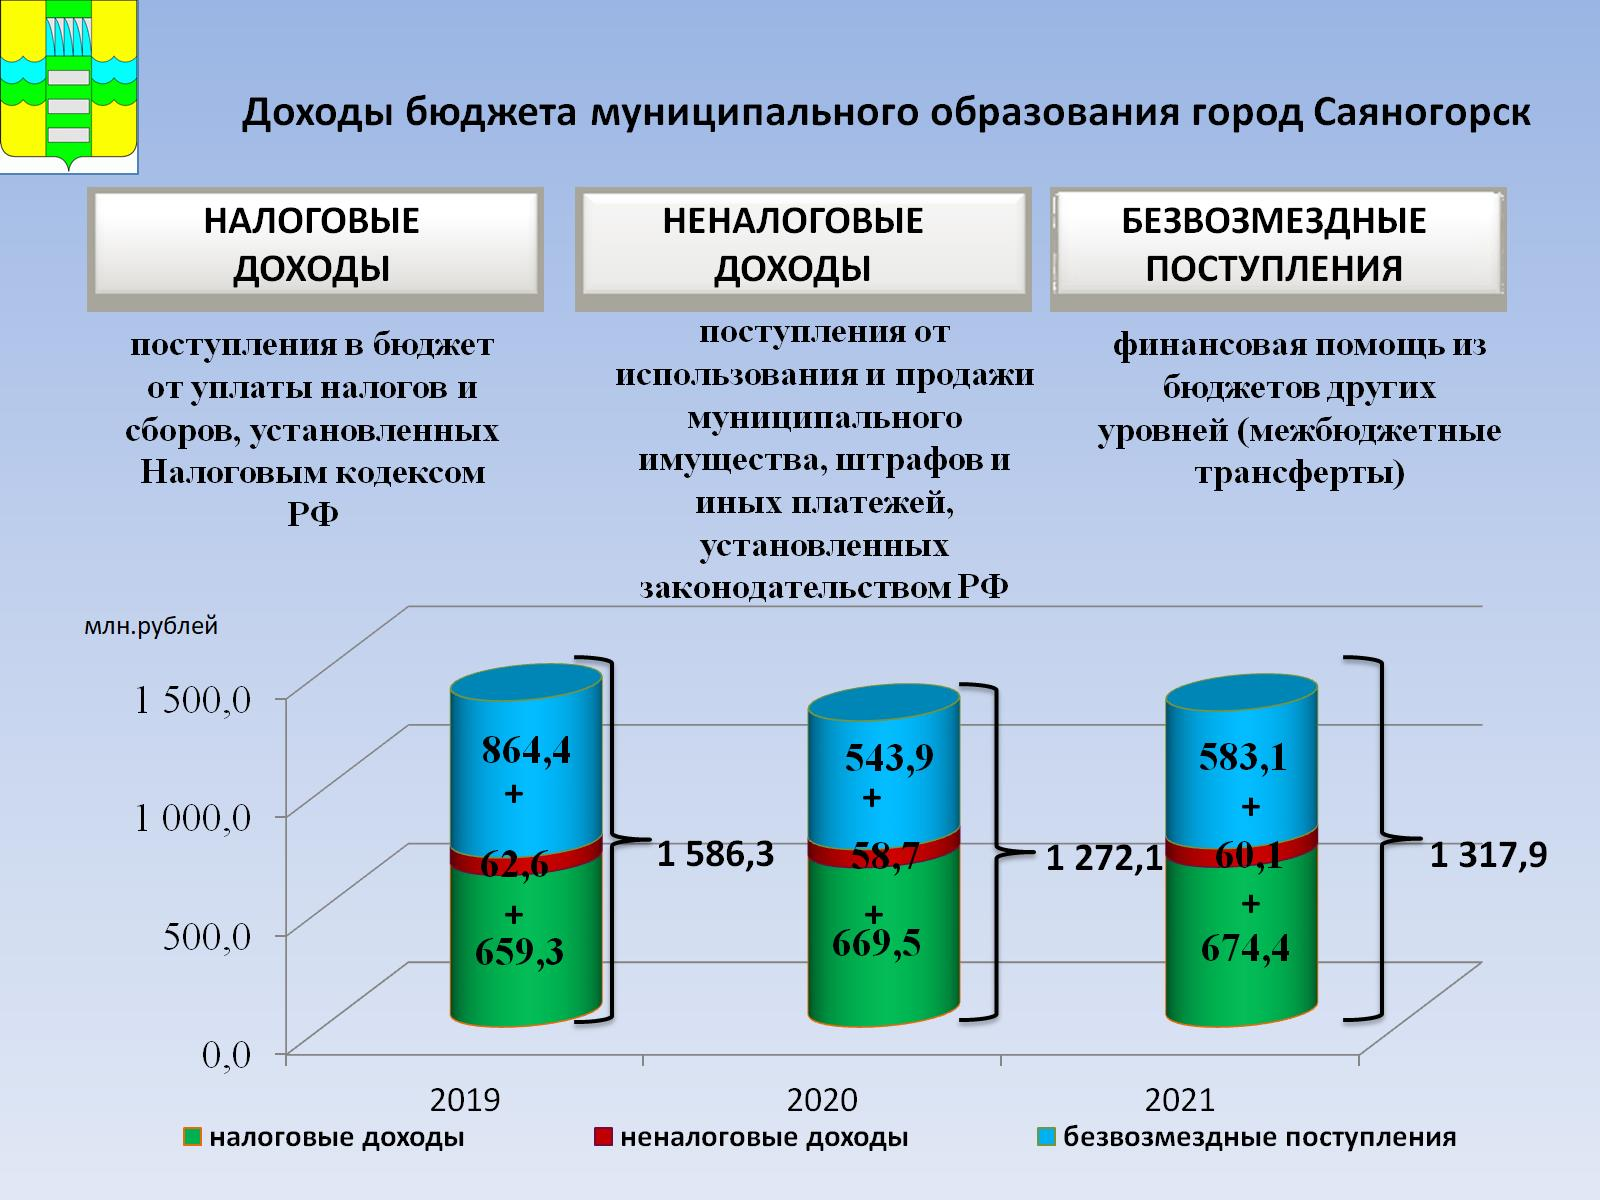 Доходы бюджета муниципального образования город Саяногорск
НАЛОГОВЫЕ
ДОХОДЫ
поступления в бюджет
от уплаты налогов и
сборов, установленных
Налоговым кодексом
РФ
НЕНАЛОГОВЫЕ
ДОХОДЫ
поступления от
использования и продажи
муниципального
имущества, штрафов и
иных платежей,
установленных
законодательством РФ
БЕЗВОЗМЕЗДНЫЕ
ПОСТУПЛЕНИЯ
финансовая помощь из
бюджетов других
уровней (межбюджетные
трансферты)
млн.рублей
1 500,0
1 000,0
500,0
0,0
864,4
+
62,6
+
659,3
1 586,3
543,9
+
58,7
+
669,5
1 272,1
583,1
+
60,1
+
674,4
1 317,9
2019
2020
2021
налоговые доходы
неналоговые доходы
безвозмездные поступления